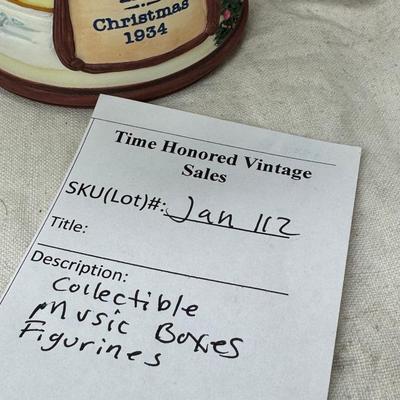 Christmas
1934
Time Honored Vintage
Sales
SKU(Lot)#: Jan 112
Title:
Description:
Collectible
Music Boxes
Figurines